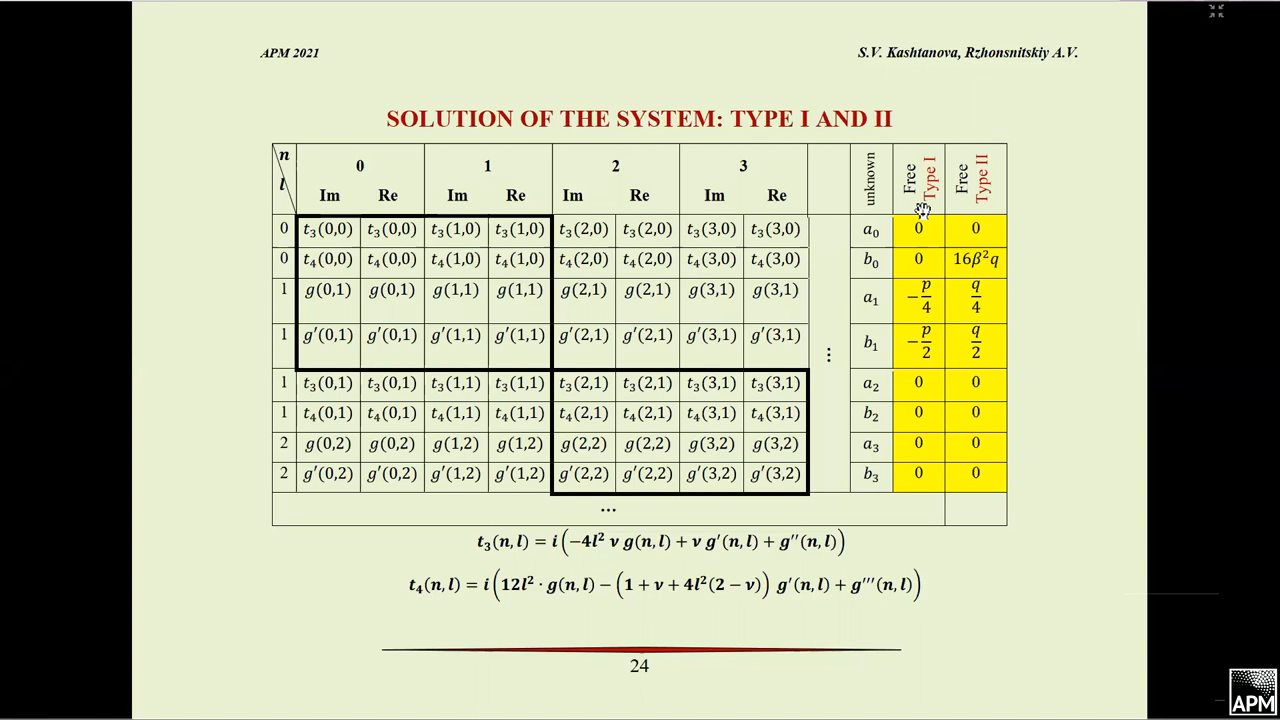 APM 2021 S.V. Kashtanova, Rzhonsnitskiy A.V.
SOLUTION OF THE SYSTEM: TYPE I AND II
n l 0 1 2 3 unknown Free Type I Free Type II
Im Re Im Re Im Re Im Re
0 t₃(0,0) t₃(0,0) t₃(1,0) t₃(1,0) t₃(2,0) t₃(2,0) t₃(3,0) t₃(3,0) a₀ 0 0
0 t₄(0,0) t₄(0,0) t₄(1,0) t₄(1,0) t₄(2,0) t₄(2,0) t₄(3,0) t₄(3,0) b₀ 0 16β²q
1 g(0,1) g(0,1) g(1,1) g(1,1) g(2,1) g(2,1) g(3,1) g(3,1) a₁ −p/4 q/4
1 g′(0,1) g′(0,1) g′(1,1) g′(1,1) g′(2,1) g′(2,1) g′(3,1) g′(3,1) ⋮ b₁ −p/2 q/2
1 t₃(0,1) t₃(0,1) t₃(1,1) t₃(1,1) t₃(2,1) t₃(2,1) t₃(3,1) t₃(3,1) a₂ 0 0
1 t₄(0,1) t₄(0,1) t₄(1,1) t₄(1,1) t₄(2,1) t₄(2,1) t₄(3,1) t₄(3,1) b₂ 0 0
2 g(0,2) g(0,2) g(1,2) g(1,2) g(2,2) g(2,2) g(3,2) g(3,2) a₃ 0 0
2 g′(0,2) g′(0,2) g′(1,2) g′(1,2) g′(2,2) g′(2,2) g′(3,2) g′(3,2) b₃ 0 0
...
t₃(n, l) = i(−4l² ν g(n, l) + ν g′(n, l) + g′′(n, l))
t₄(n, l) = i(12l² · g(n, l) − (1 + ν + 4l²(2 − ν)) g′(n, l) + g′′′(n, l))
24
APM